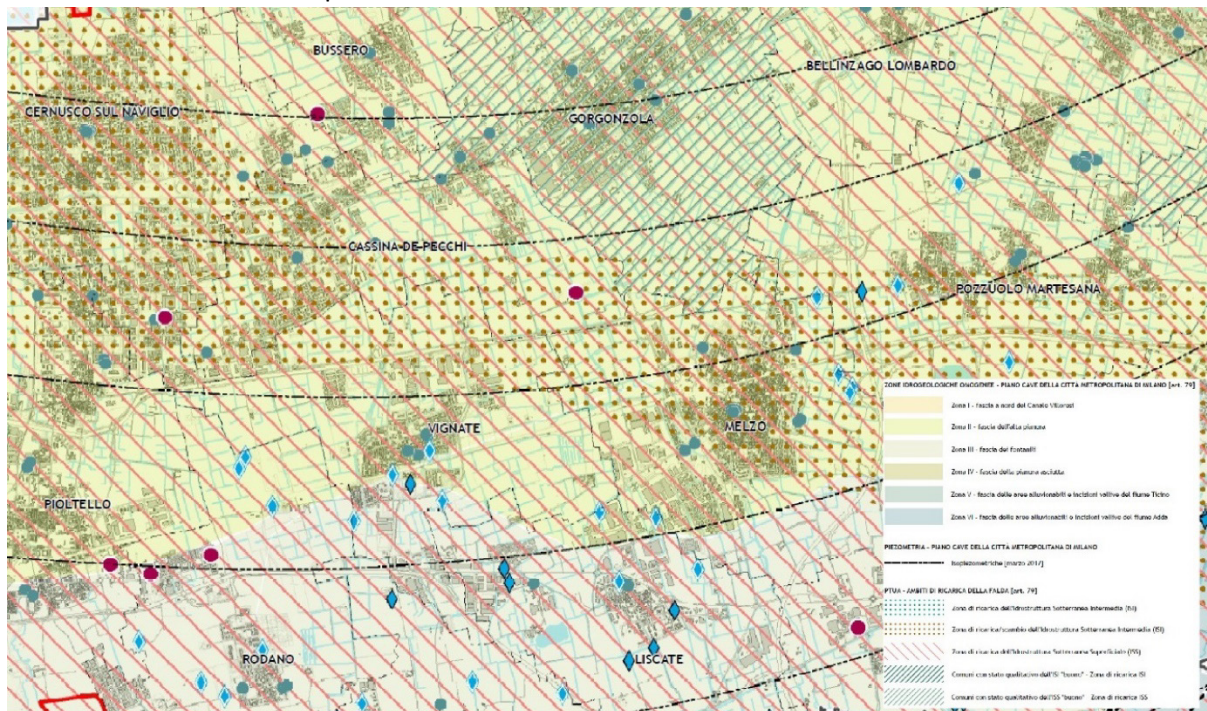 BUSSERO
BELLINZAGO LOMBARDO
CERNUSCO SUL NAVIGLIO
GORGONZOLA
CASSINA DE PECCHI
POZZUOLO MARTESANA
VIGNATE
MELZO
PIOLTELLO
RODANO
LISCATE
ZONE IDROGEOLOGICHE OMOGENEE - PIANO CAVE DELLA CITTÀ METROPOLITANA DI MILANO [art. 79]
Zona I - fascia a nord del Canale Villoresi
Zona II - fascia dell'alta pianura
Zona III - fascia dei fontanili
Zona IV - fascia della pianura asciutta
Zona V - fascia delle aree alluvionabili e incisioni vallive del fiume Ticino
Zona VI - fascia delle aree alluvionabili e incisioni vallive del fiume Adda
PIEZOMETRIA - PIANO CAVE DELLA CITTÀ METROPOLITANA DI MILANO
Isopiezometriche [marzo 2017]
PTUA - AMBITI DI RICARICA DELLA FALDA [art. 79]
Zona di ricarica dell'Idrostruttura Sotterranea Intermedia (ISI)
Zona di ricarica/scambio dell'Idrostruttura Sotterranea Intermedia (ISI)
Zona di ricarica dell'Idrostruttura Sotterranea Superficiale (ISS)
Comuni con stato qualitativo dell'ISI "buono" - Zona di ricarica ISI
Comuni con stato qualitativo dell'ISS "buono" - Zona di ricarica ISS